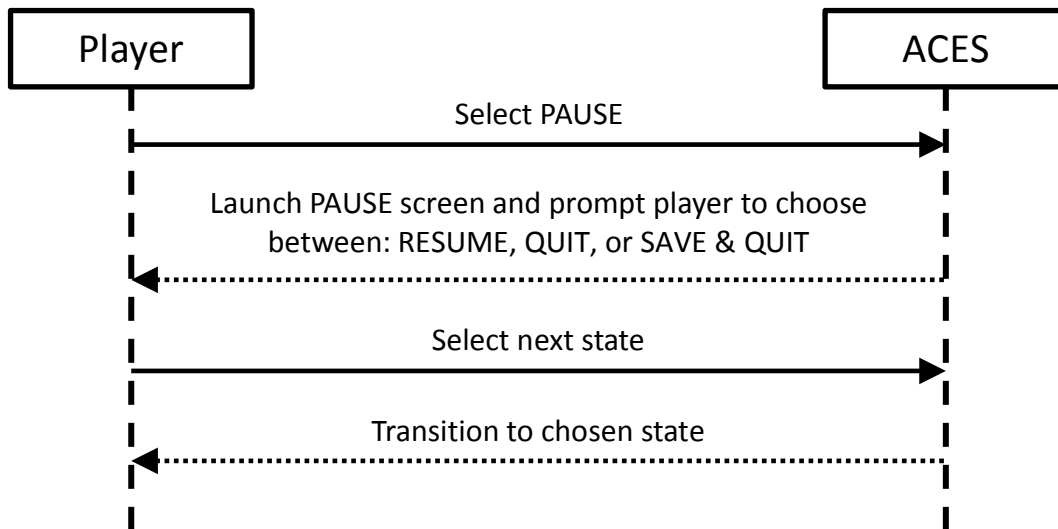 Player
ACES
Select PAUSE
Launch PAUSE screen and prompt player to choose
between: RESUME, QUIT, or SAVE & QUIT
Select next state
Transition to chosen state